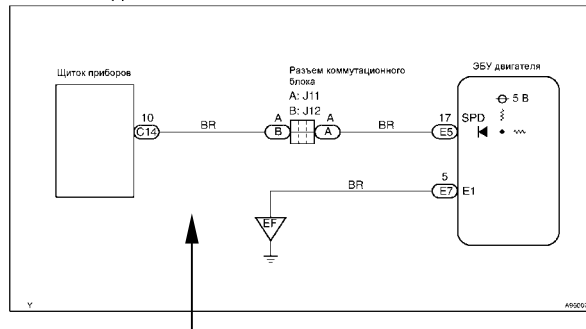 ЭБУ двигателя
Щиток приборов
Разъем коммутационного
блока
A: J11
B: J12
5 В
10
C14
BR
A
B
A
A
BR
17
E5
SPD
BR
5
E7
E1
EF
Y